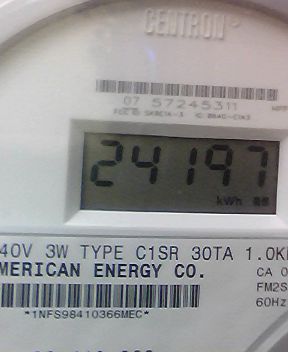 CENTRON
07 57245311
24197
kWh
40V 3W TYPE C1SR 30TA 1.0K
MERICAN ENERGY CO.
CA 0
FM2S
60Hz
*1NFS98410366MEC*